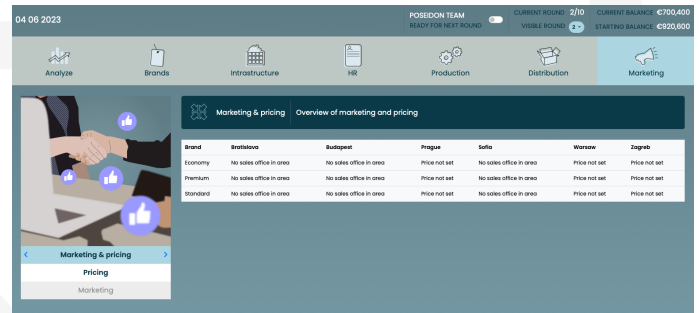 04 06 2023
POSEIDON TEAM
READY FOR NEXT ROUND
CURRENT ROUND 2/10
VISIBLE ROUND 2
CURRENT BALANCE €700,400
STARTING BALANCE €920,600
Analyze Brands Intrastructure HR Production Distribution Marketing
Marketing & pricing Overview of marketing and pricing
Brand Bratislava Budapest Prague Sofia Warsaw Zagreb
Economy No sales office in area No sales office in area Price not set No sales office in area Price not set Price not set
Premium No sales office in area No sales office in area Price not set No sales office in area Price not set Price not set
Standard No sales office in area No sales office in area Price not set No sales office in area Price not set Price not set
Marketing & pricing
Pricing
Marketing